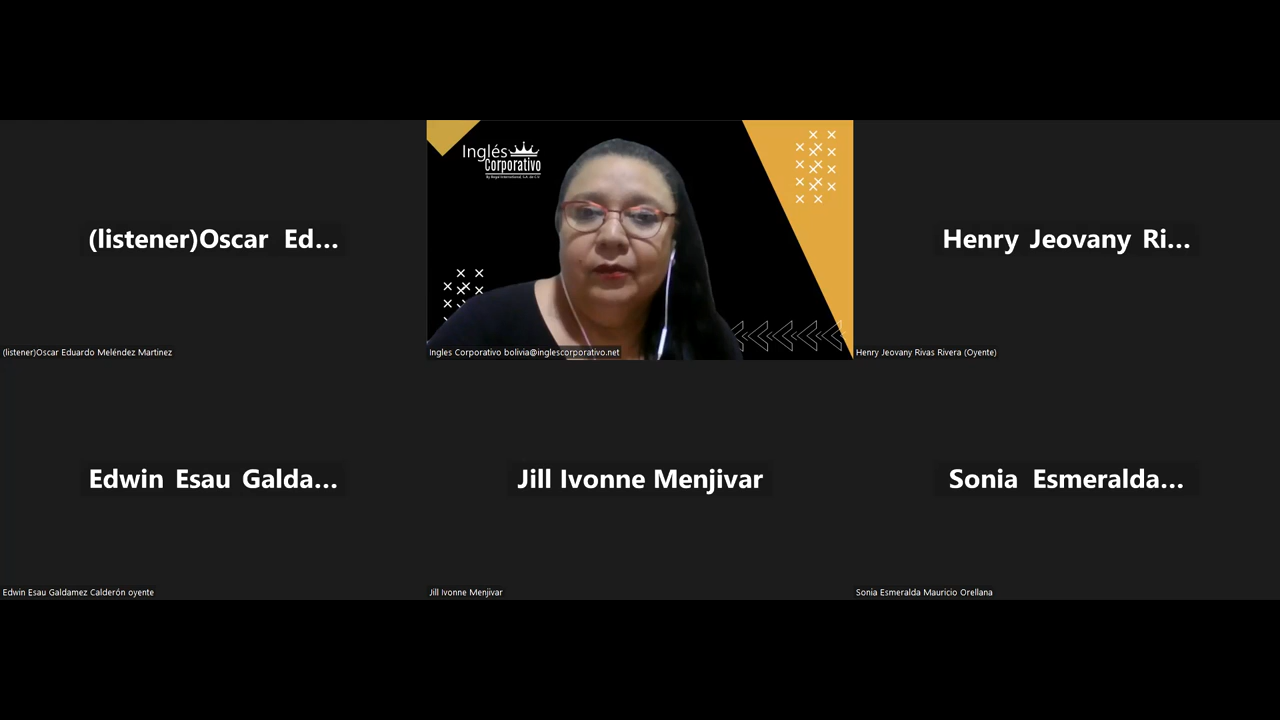 (listener)Oscar Ed...
(listener)Oscar Eduardo Meléndez Martinez
Inglés
Corporativo
Ingles Corporativo bolivia@inglescorporativo.net
Henry Jeovany Ri...
Henry Jeovany Rivas Rivera (Oyente)
Edwin Esau Galda...
Edwin Esau Galdamez Calderón oyente
Jill Ivonne Menjivar
Jill Ivonne Menjivar
Sonia Esmeralda...
Sonia Esmeralda Mauricio Orellana